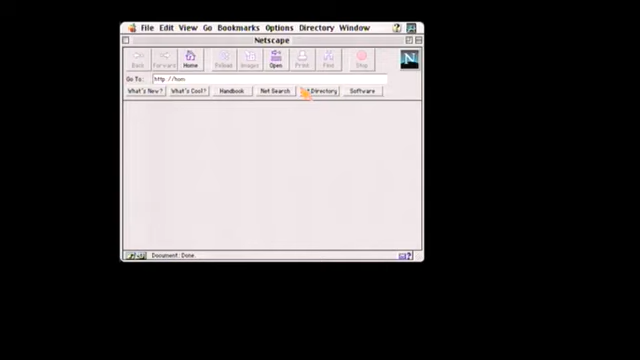 File Edit View Go Bookmarks Options Directory Window
Netscape
Back Forward Home Reload Images Open Print Find Stop
N
Go To: http://hom
What's New? What's Cool? Handbook Net Search Directory Software
Document: Done.